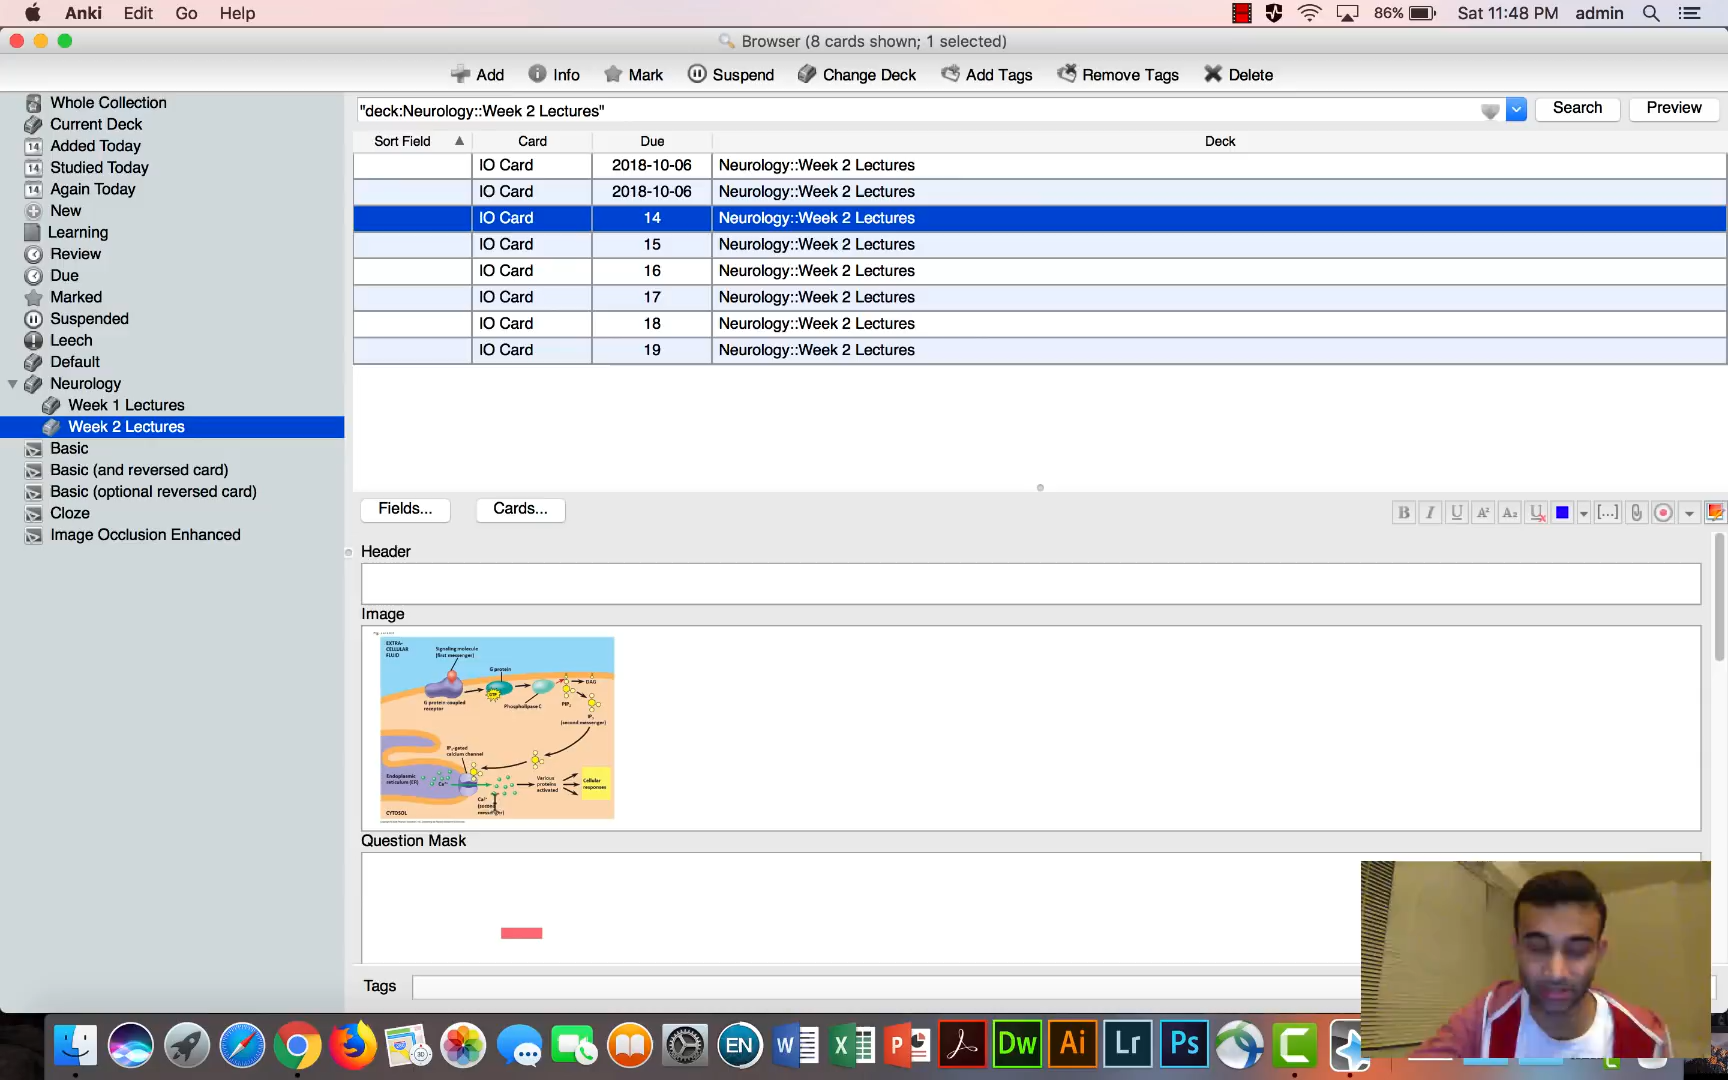 Anki Edit Go Help
86% Sat 11:48 PM admin
Browser (8 cards shown; 1 selected)
Add Info Mark Suspend Change Deck Add Tags Remove Tags Delete
Whole Collection
Current Deck
Added Today
Studied Today
Again Today
New
Learning
Review
Due
Marked
Suspended
Leech
Default
Neurology
Week 1 Lectures
Week 2 Lectures
Basic
Basic (and reversed card)
Basic (optional reversed card)
Cloze
Image Occlusion Enhanced
"deck:Neurology::Week 2 Lectures"
Search Preview
Sort Field Card Due Deck
IO Card 2018-10-06 Neurology::Week 2 Lectures
IO Card 2018-10-06 Neurology::Week 2 Lectures
IO Card 14 Neurology::Week 2 Lectures
IO Card 15 Neurology::Week 2 Lectures
IO Card 16 Neurology::Week 2 Lectures
IO Card 17 Neurology::Week 2 Lectures
IO Card 18 Neurology::Week 2 Lectures
IO Card 19 Neurology::Week 2 Lectures
Fields... Cards...
Header
Image
EXTRA-
CELLULAR
FLUID
Signaling molecule
(first messenger)
G protein
DAG
GTP
G protein-coupled
receptor
Phospholipase C
PIP₂
IP₃
(second messenger)
IP₃-gated
calcium channel
Endoplasmic
reticulum (ER)
Ca²⁺
Various
proteins
activated
Cellular
responses
Ca²⁺
(second
CYTOSOL
Question Mask
Tags
EN
W
X
P
Dw
Ai
Lr
Ps
C